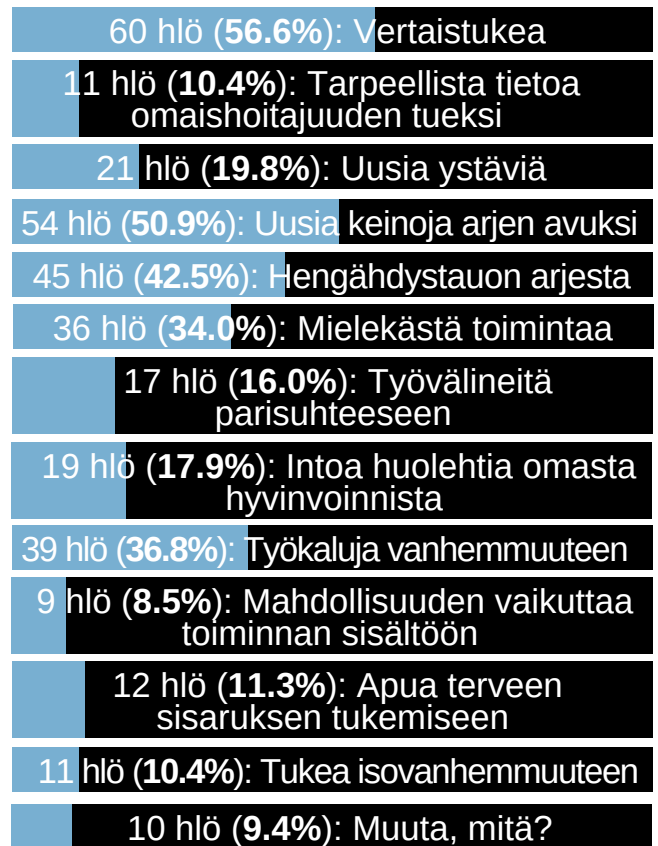 60 hlö (56.6%): Vertaistukea
11 hlö (10.4%): Tarpeellista tietoa
omaishoitajuuden tueksi
21 hlö (19.8%): Uusia ystäviä
54 hlö (50.9%): Uusia keinoja arjen avuksi
45 hlö (42.5%): Hengähdystauon arjesta
36 hlö (34.0%): Mielekästä toimintaa
17 hlö (16.0%): Työvälineitä
parisuhteeseen
19 hlö (17.9%): Intoa huolehtia omasta
hyvinvoinnista
39 hlö (36.8%): Työkaluja vanhemmuuteen
9 hlö (8.5%): Mahdollisuuden vaikuttaa
toiminnan sisältöön
12 hlö (11.3%): Apua terveen
sisaruksen tukemiseen
11 hlö (10.4%): Tukea isovanhemmuuteen
10 hlö (9.4%): Muuta, mitä?